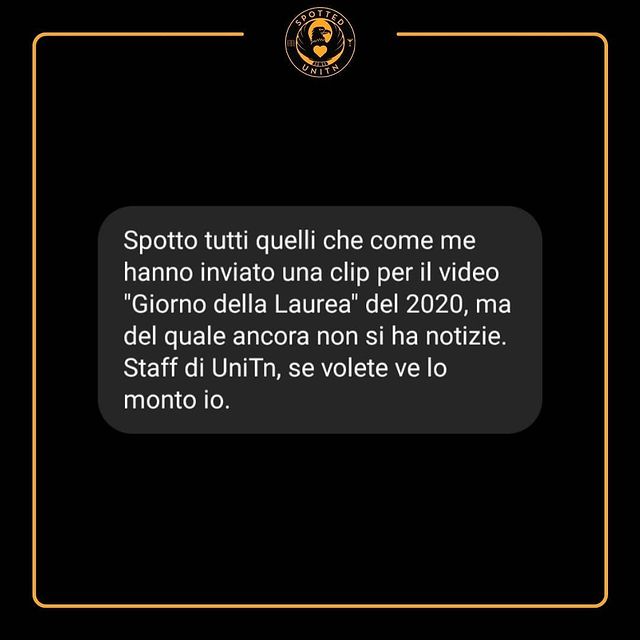 SPOTTED
UNITN
Spotto tutti quelli che come me
hanno inviato una clip per il video
"Giorno della Laurea" del 2020, ma
del quale ancora non si ha notizie.
Staff di UniTn, se volete ve lo
monto io.